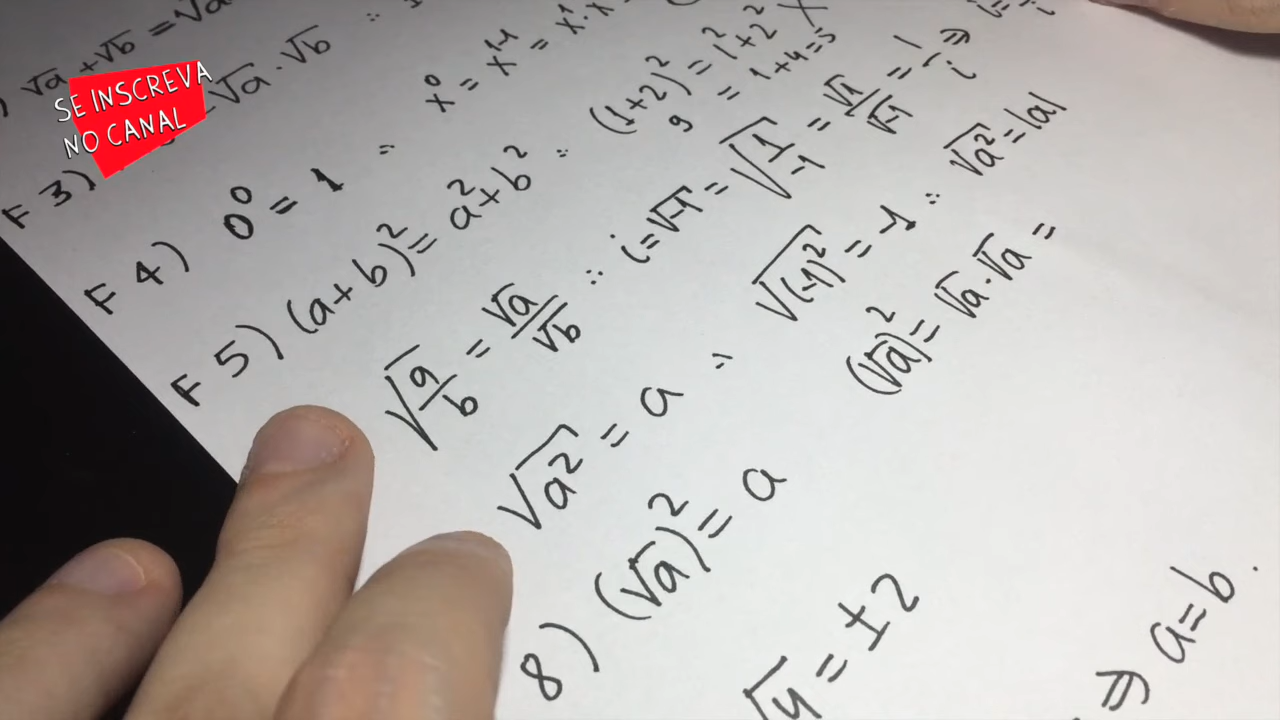 √a + √b = √a
SE INSCREVA
NO CANAL
= √a · √b ∴
F 3)
F 4) 0⁰ = 1 ∴ x⁰ = x¹⁻¹ = x¹ · x
F 5) (a+b)² = a² + b² ∴ (1+2)² = 1² + 2² X
9 = 1+4=5
√(a/b) = √a/√b ∴ i = √-1 = √(1/-1) = √1/√-1 = 1/i ⇒
√a² = a ∴ √(-1)² = -1 ∴ √a² = |a|
8) (√a)² = a
(√a)² = √a · √a =
√4 = ±2
⇒ a = b.